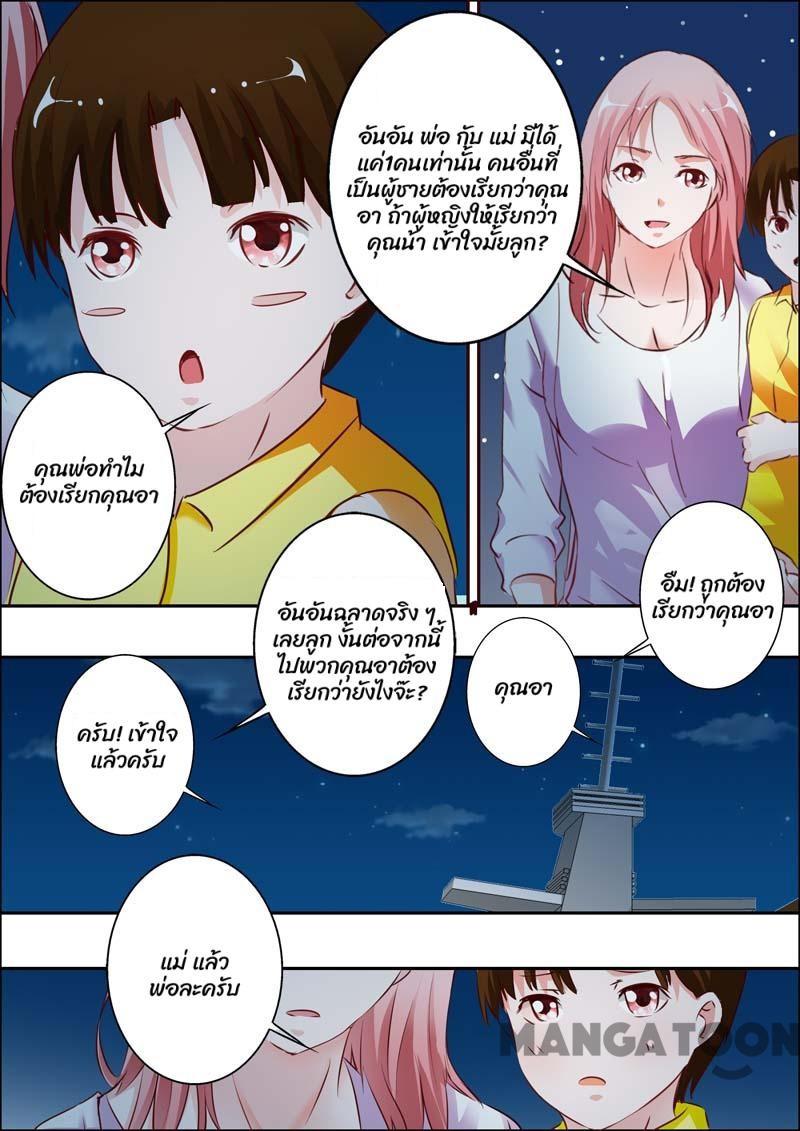 อันอัน พ่อ กับ แม่ มีได้
แค่1คนเท่านั้น คนอื่นที่
เป็นผู้ชายต้องเรียกว่าคุณ
อา ถ้าผู้หญิงให้เรียกว่า
คุณน้า เข้าใจมั้ยลูก?
คุณพ่อทำไม
ต้องเรียกคุณอา
อืม! ถูกต้อง
เรียกว่าคุณอา
อันอันฉลาดจริง ๆ
เลยลูก งั้นต่อจากนี้
ไปพวกคุณอาต้อง
เรียกว่ายังไงจ๊ะ?
คุณอา
ครับ! เข้าใจ
แล้วครับ
แม่ แล้ว
พ่อละครับ
MANGATOON